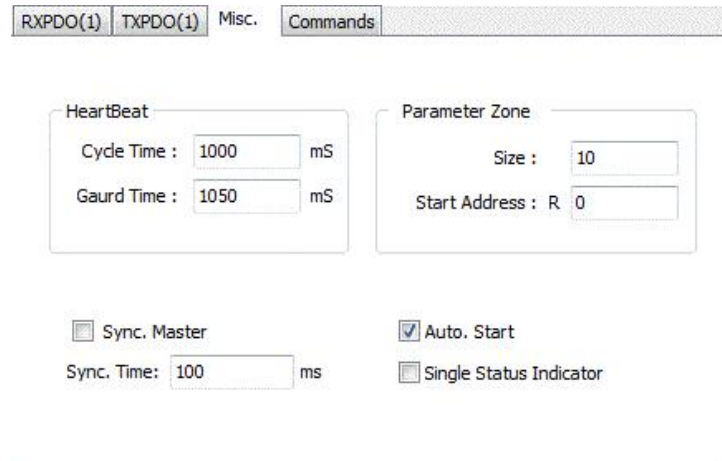 RXPDO(1) TXPDO(1) Misc. Commands
HeartBeat
Cycle Time : 1000 mS
Gaurd Time : 1050 mS
Parameter Zone
Size : 10
Start Address : R 0
Sync. Master
Sync. Time: 100 ms
Auto. Start
Single Status Indicator